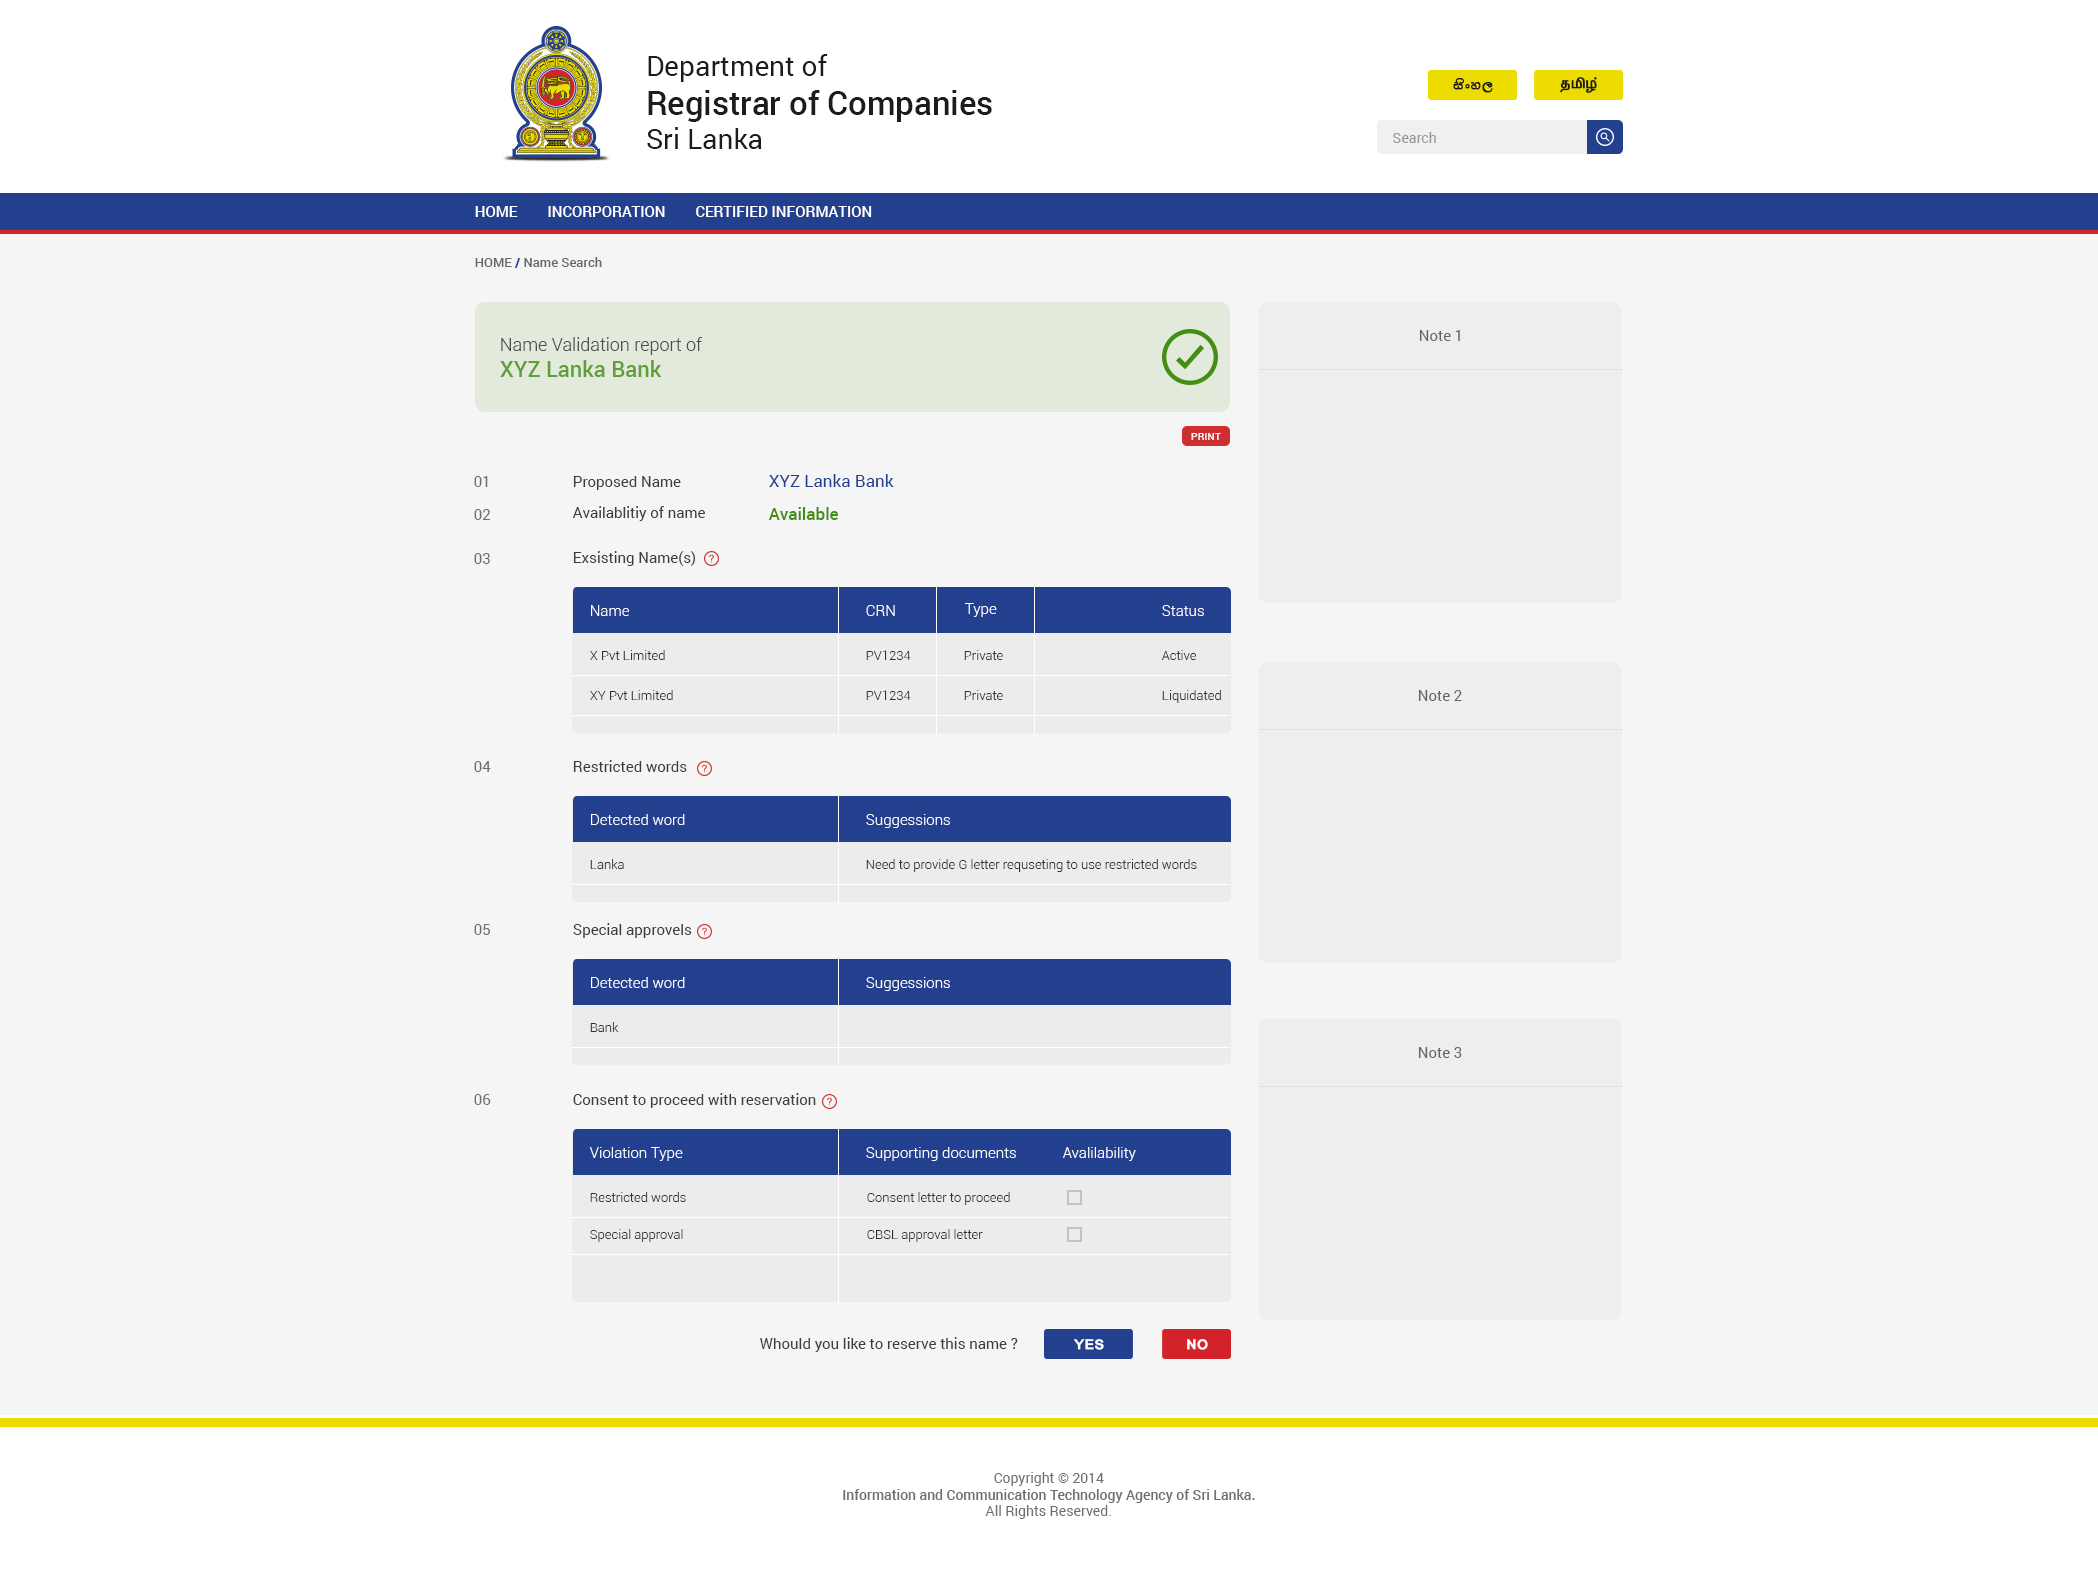 Department of
Registrar of Companies
Sri Lanka
සිංහල
தமிழ்
Search
HOME INCORPORATION CERTIFIED INFORMATION
HOME / Name Search
Name Validation report of
XYZ Lanka Bank
PRINT
01 Proposed Name XYZ Lanka Bank
02 Availablitiy of name Available
03 Exsisting Name(s) ?
Name CRN Type Status
X Pvt Limited PV1234 Private Active
XY Pvt Limited PV1234 Private Liquidated
04 Restricted words ?
Detected word Suggessions
Lanka Need to provide G letter requseting to use restricted words
05 Special approvels ?
Detected word Suggessions
Bank
06 Consent to proceed with reservation ?
Violation Type Supporting documents Avalilability
Restricted words Consent letter to proceed
Special approval CBSL approval letter
Whould you like to reserve this name ? YES NO
Note 1
Note 2
Note 3
Copyright © 2014
Information and Communication Technology Agency of Sri Lanka.
All Rights Reserved.